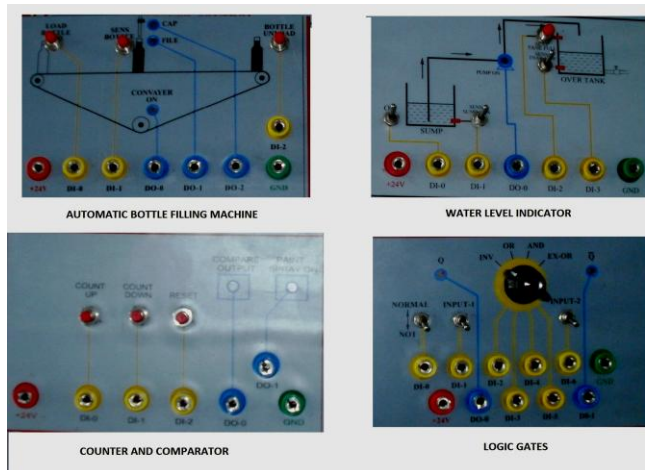 LOAD BOTTLE
SENS BOTTLE
CAP
FILE
BOTTLE UNLOAD
CONVAYER ON
DI-2
+24V
DI-0
DI-1
DO-0
DO-1
DO-2
GND
AUTOMATIC BOTTLE FILLING MACHINE
PUMP ON
OVER TANK
SUMP
+24V
DI-0
DI-1
DO-0
DI-2
DI-3
GND
WATER LEVEL INDICATOR
COMPARE OUTPUT
PAINT SPRAY ON
COUNT UP
COUNT DOWN
RESET
DO-1
+24V
DI-0
DI-1
DI-2
DO-0
GND
COUNTER AND COMPARATOR
OR
AND
INV
EX-OR
Q
Q̅
NORMAL
NOT
INPUT-1
INPUT-2
DI-0
DI-1
DI-2
DI-4
DI-6
GND
+24V
DO-0
DI-3
DI-5
LOGIC GATES